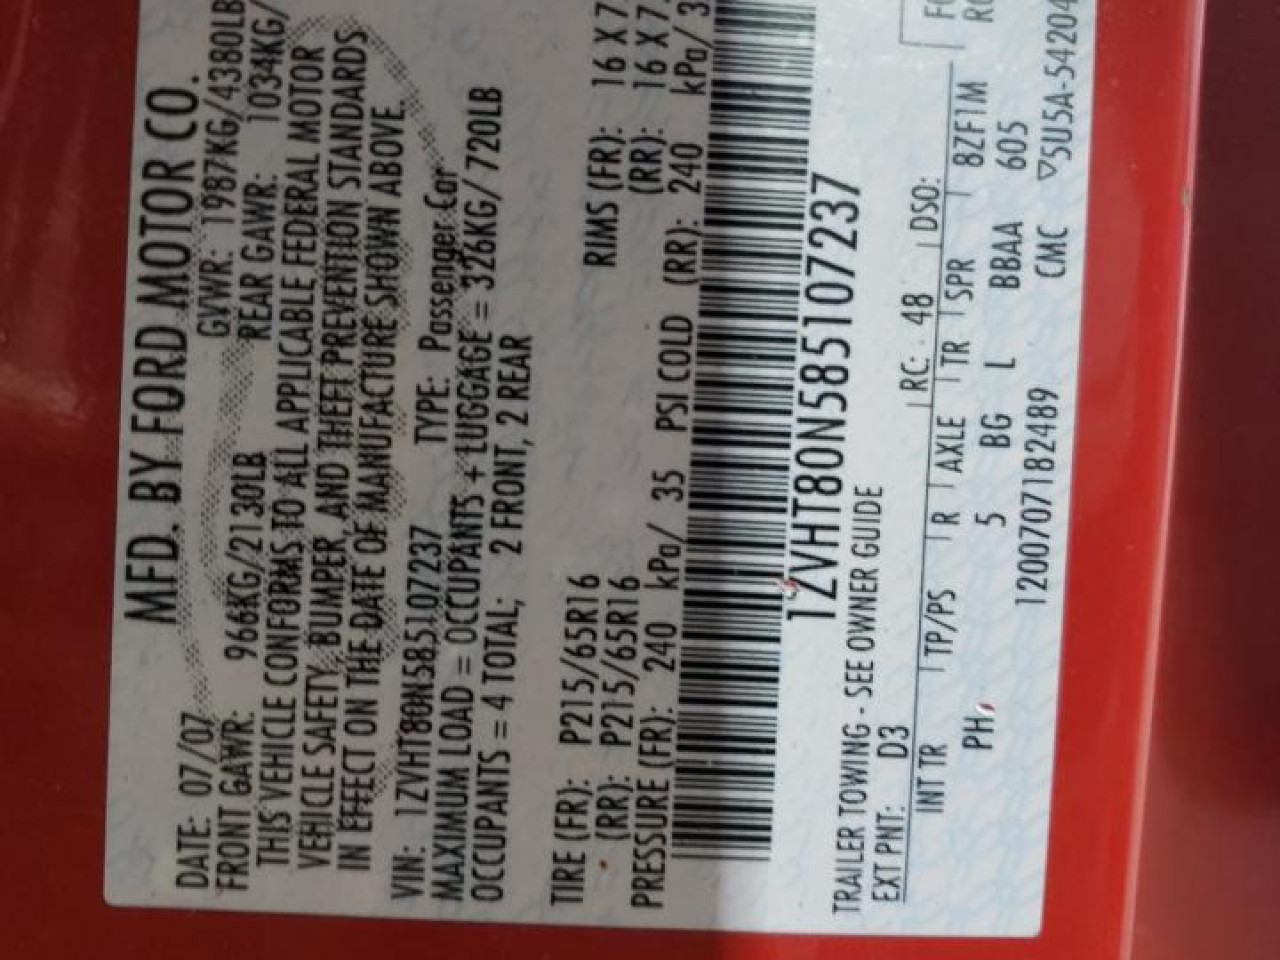 MFD. BY FORD MOTOR CO.
DATE: 07/07 GVWR: 1987KG/4380LB
FRONT GAWR: 966KG/2130LB REAR GAWR: 1034KG/
THIS VEHICLE CONFORMS TO ALL APPLICABLE FEDERAL MOTOR
VEHICLE SAFETY, BUMPER, AND THEFT PREVENTION STANDARDS
IN EFFECT ON THE DATE OF MANUFACTURE SHOWN ABOVE.
VIN: 1ZVHT80N585107237 TYPE: Passenger Car
MAXIMUM LOAD = OCCUPANTS + LUGGAGE = 326KG/720LB
OCCUPANTS = 4 TOTAL; 2 FRONT, 2 REAR
TIRE (FR): P215/65R16 RIMS (FR): 16 X 7.
(RR): P215/65R16 (RR): 16 X 7.
PRESSURE (FR): 240 kPa/ 35 PSI COLD (RR): 240 kPa/ 3
1ZVHT80N585107237
TRAILER TOWING - SEE OWNER GUIDE
EXT PNT: D3 RC: 48 DSO:
INT TR TP/PS R AXLE TR SPR 8ZF1M
PH 5 BG L BBAA 605
1200707182489 CMC ▽5U5A-54204